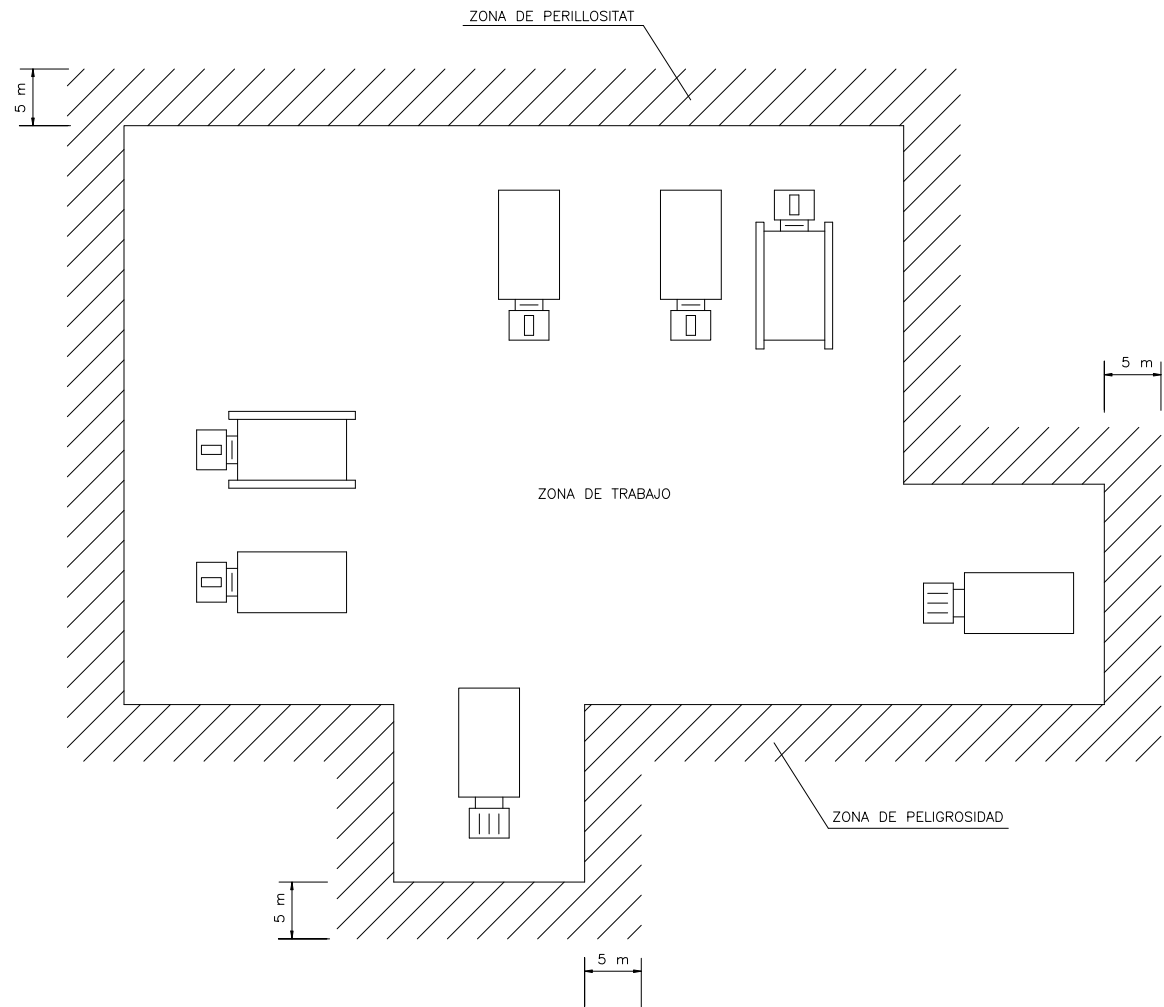 ZONA DE PERILLOSITAT
5 m
5 m
ZONA DE TRABAJO
ZONA DE PELIGROSIDAD
5 m
5 m